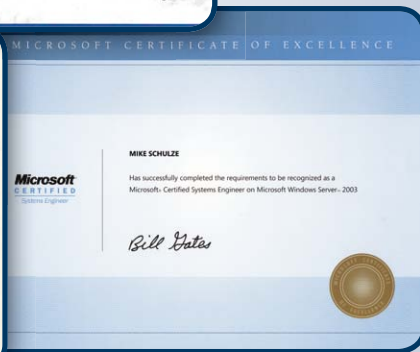 MICROSOFT CERTIFICATE OF EXCELLENCE
MIKE SCHULZE
Has successfully completed the requirements to be recognized as a
Microsoft® Certified Systems Engineer on Microsoft Windows Server™ 2003
Microsoft
CERTIFIED
Systems Engineer
Bill Gates